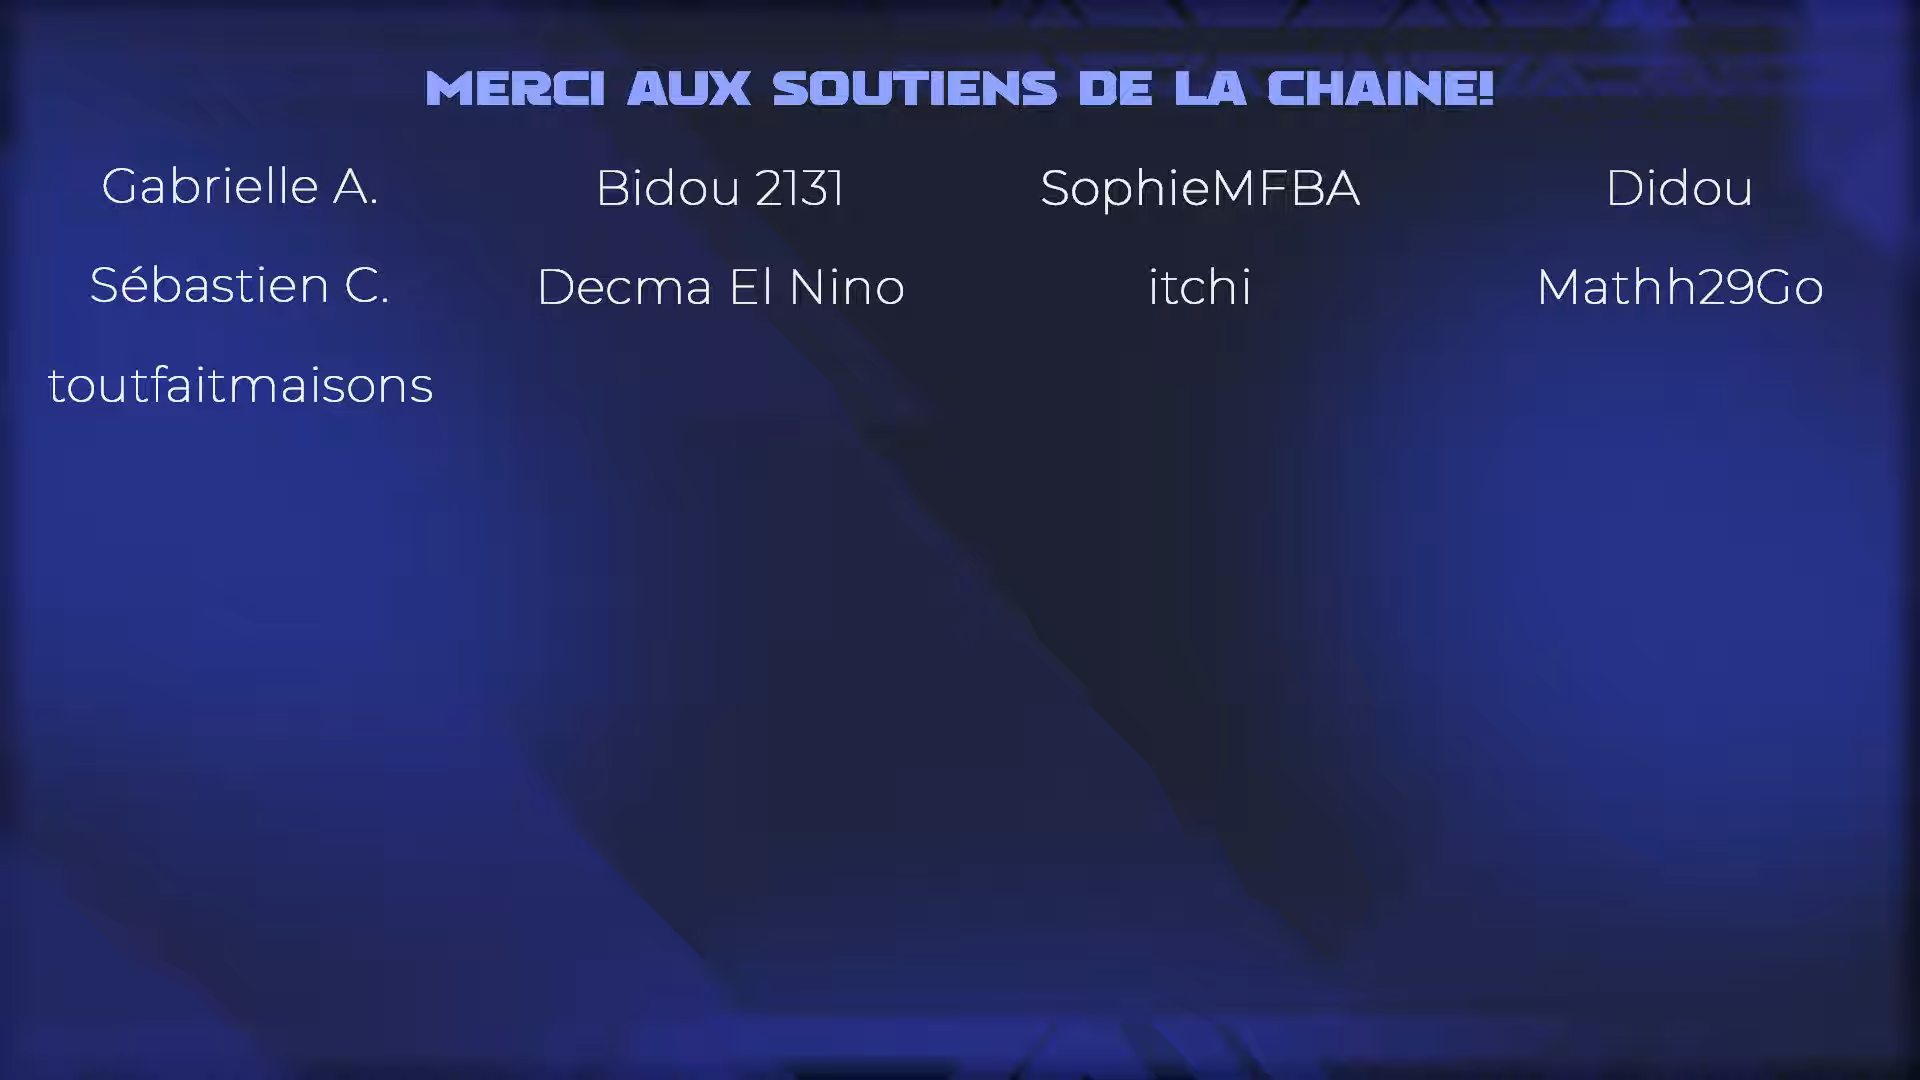 MERCI AUX SOUTIENS DE LA CHAINE!
Gabrielle A. Bidou 2131 SophieMFBA Didou
Sébastien C. Decma El Nino itchi Mathh29Go
toutfaitmaisons